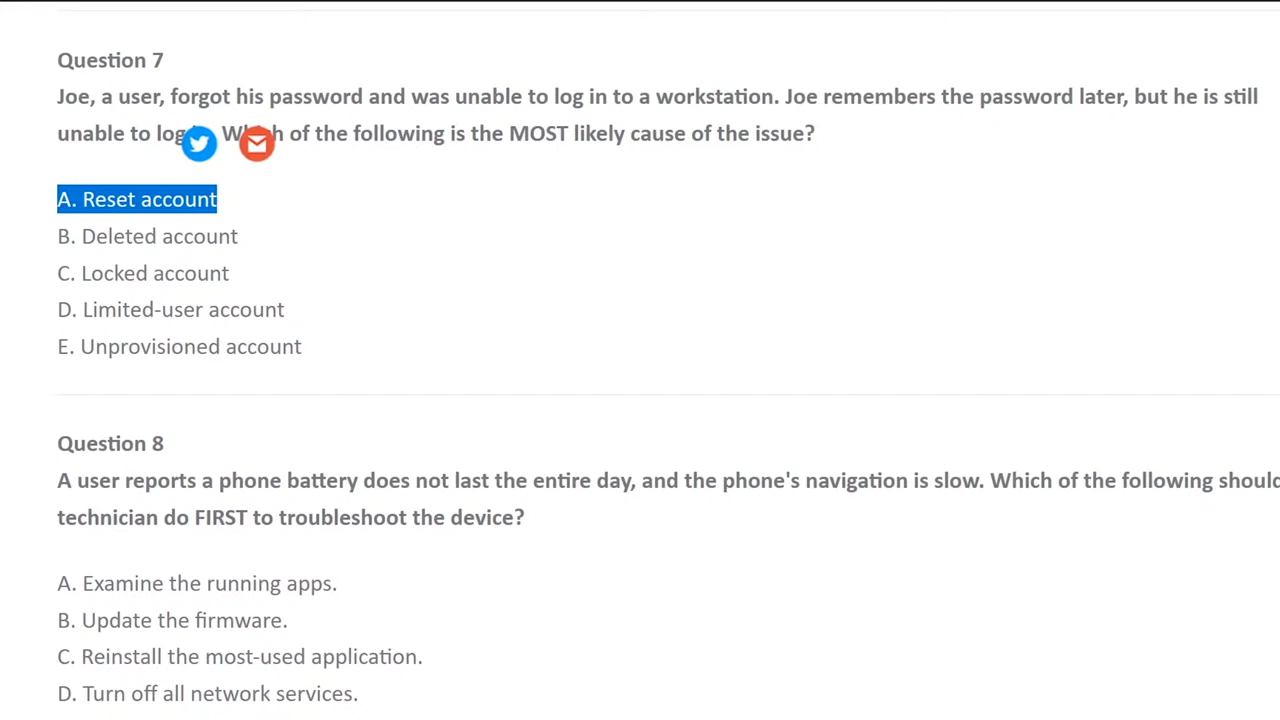 Question 7
Joe, a user, forgot his password and was unable to log in to a workstation. Joe remembers the password later, but he is still
unable to log of the following is the MOST likely cause of the issue?
A. Reset account
B. Deleted account
C. Locked account
D. Limited-user account
E. Unprovisioned account
Question 8
A user reports a phone battery does not last the entire day, and the phone's navigation is slow. Which of the following should
technician do FIRST to troubleshoot the device?
A. Examine the running apps.
B. Update the firmware.
C. Reinstall the most-used application.
D. Turn off all network services.